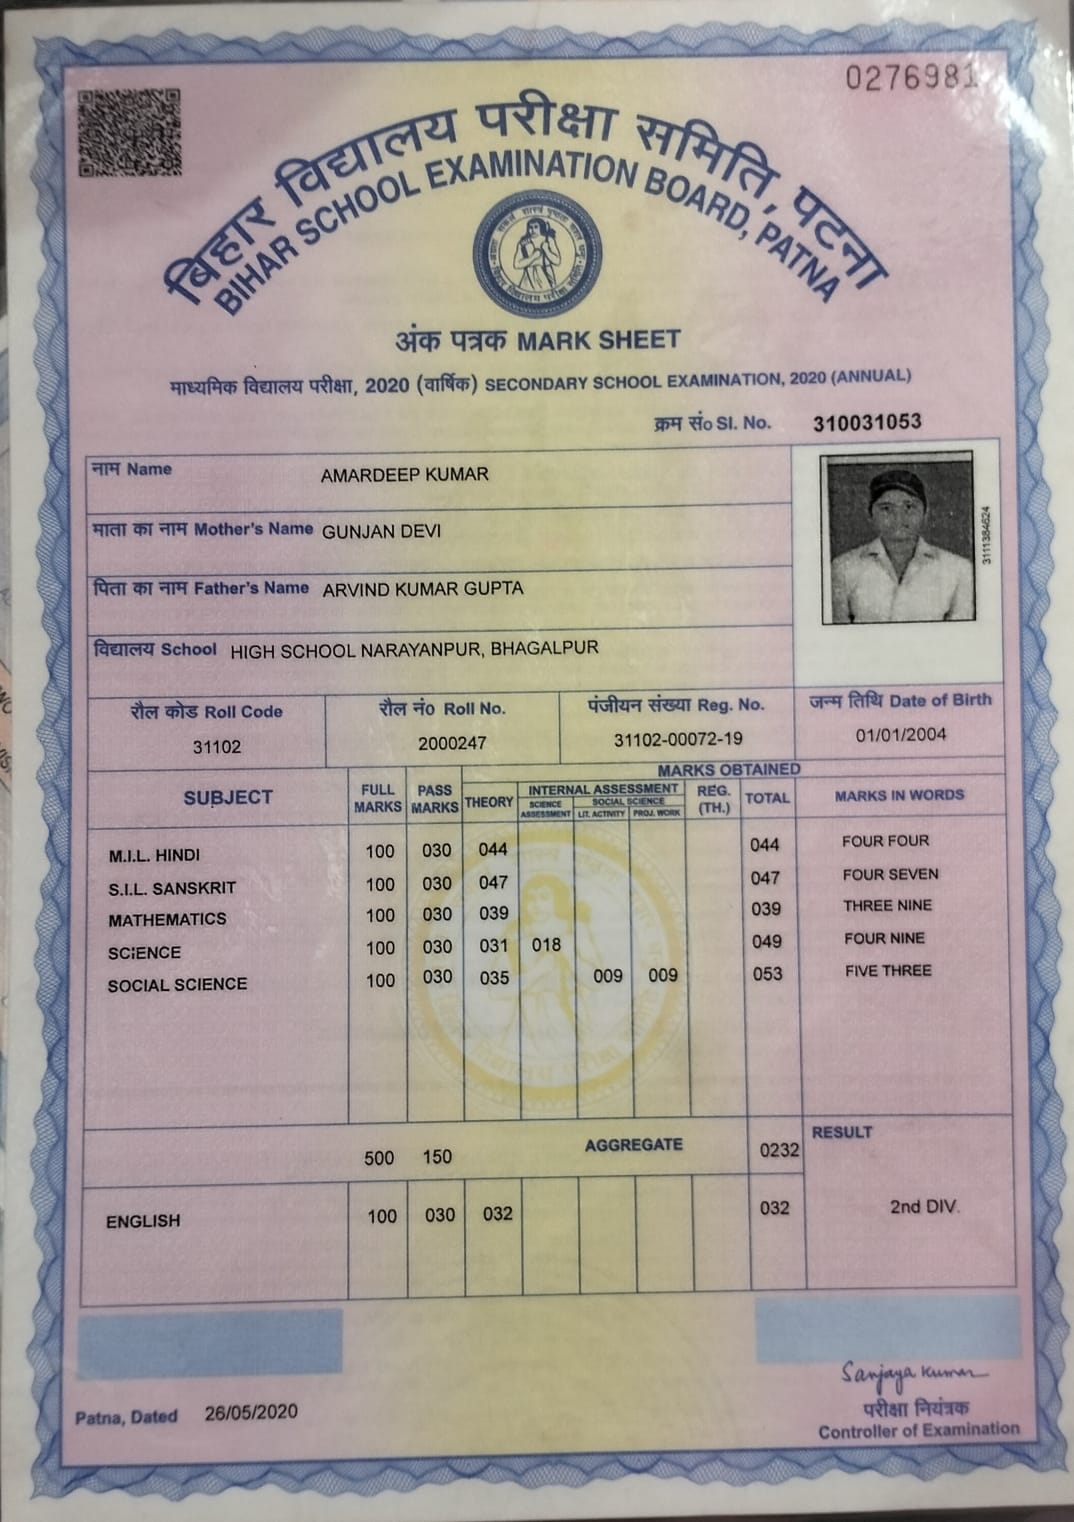 0276981
बिहार विद्यालय परीक्षा समिति, पटना
BIHAR SCHOOL EXAMINATION BOARD, PATNA
अंक पत्रक MARK SHEET
माध्यमिक विद्यालय परीक्षा, 2020 (वार्षिक) SECONDARY SCHOOL EXAMINATION, 2020 (ANNUAL)
क्रम सं० Sl. No. 310031053
नाम Name AMARDEEP KUMAR
माता का नाम Mother's Name GUNJAN DEVI
पिता का नाम Father's Name ARVIND KUMAR GUPTA
विद्यालय School HIGH SCHOOL NARAYANPUR, BHAGALPUR
3111384624
रौल कोड Roll Code रौल नं० Roll No. पंजीयन संख्या Reg. No. जन्म तिथि Date of Birth
31102 2000247 31102-00072-19 01/01/2004
MARKS OBTAINED
SUBJECT FULL MARKS PASS MARKS THEORY INTERNAL ASSESSMENT REG. (TH.) TOTAL MARKS IN WORDS
SCIENCE ASSESSMENT SOCIAL SCIENCE LIT. ACTIVITY PROJ. WORK
M.I.L. HINDI 100 030 044 044 FOUR FOUR
S.I.L. SANSKRIT 100 030 047 047 FOUR SEVEN
MATHEMATICS 100 030 039 039 THREE NINE
SCIENCE 100 030 031 018 049 FOUR NINE
SOCIAL SCIENCE 100 030 035 009 009 053 FIVE THREE
500 150 AGGREGATE 0232 RESULT
ENGLISH 100 030 032 032 2nd DIV.
Sanjaya Kumar
Patna, Dated 26/05/2020
परीक्षा नियंत्रक
Controller of Examination